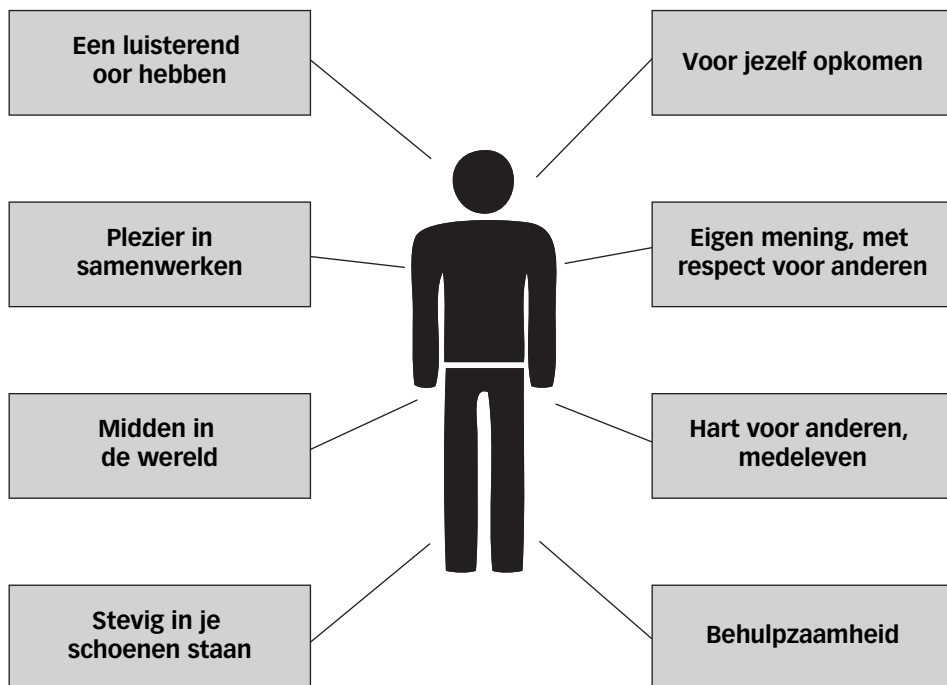 Een luisterend
oor hebben
Voor jezelf opkomen
Plezier in
samenwerken
Eigen mening, met
respect voor anderen
Midden in
de wereld
Hart voor anderen,
medeleven
Stevig in je
schoenen staan
Behulpzaamheid